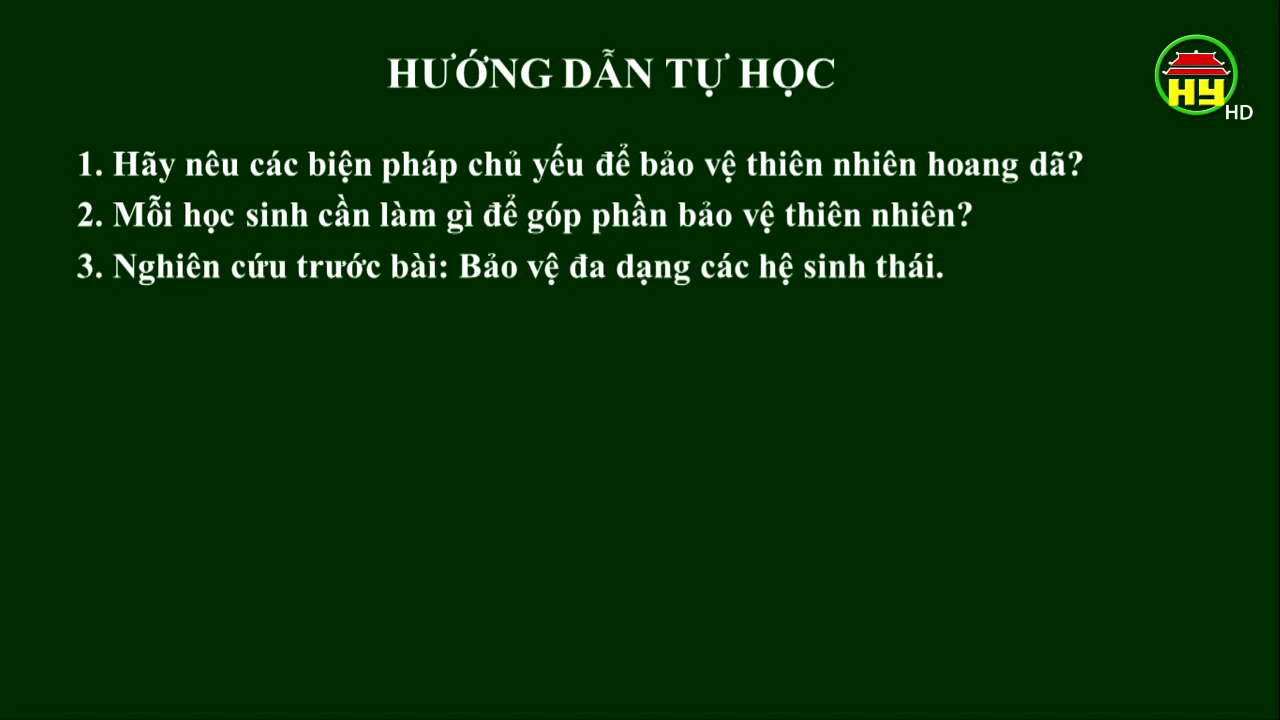 HƯỚNG DẪN TỰ HỌC
HY
HD
1. Hãy nêu các biện pháp chủ yếu để bảo vệ thiên nhiên hoang dã?
2. Mỗi học sinh cần làm gì để góp phần bảo vệ thiên nhiên?
3. Nghiên cứu trước bài: Bảo vệ đa dạng các hệ sinh thái.